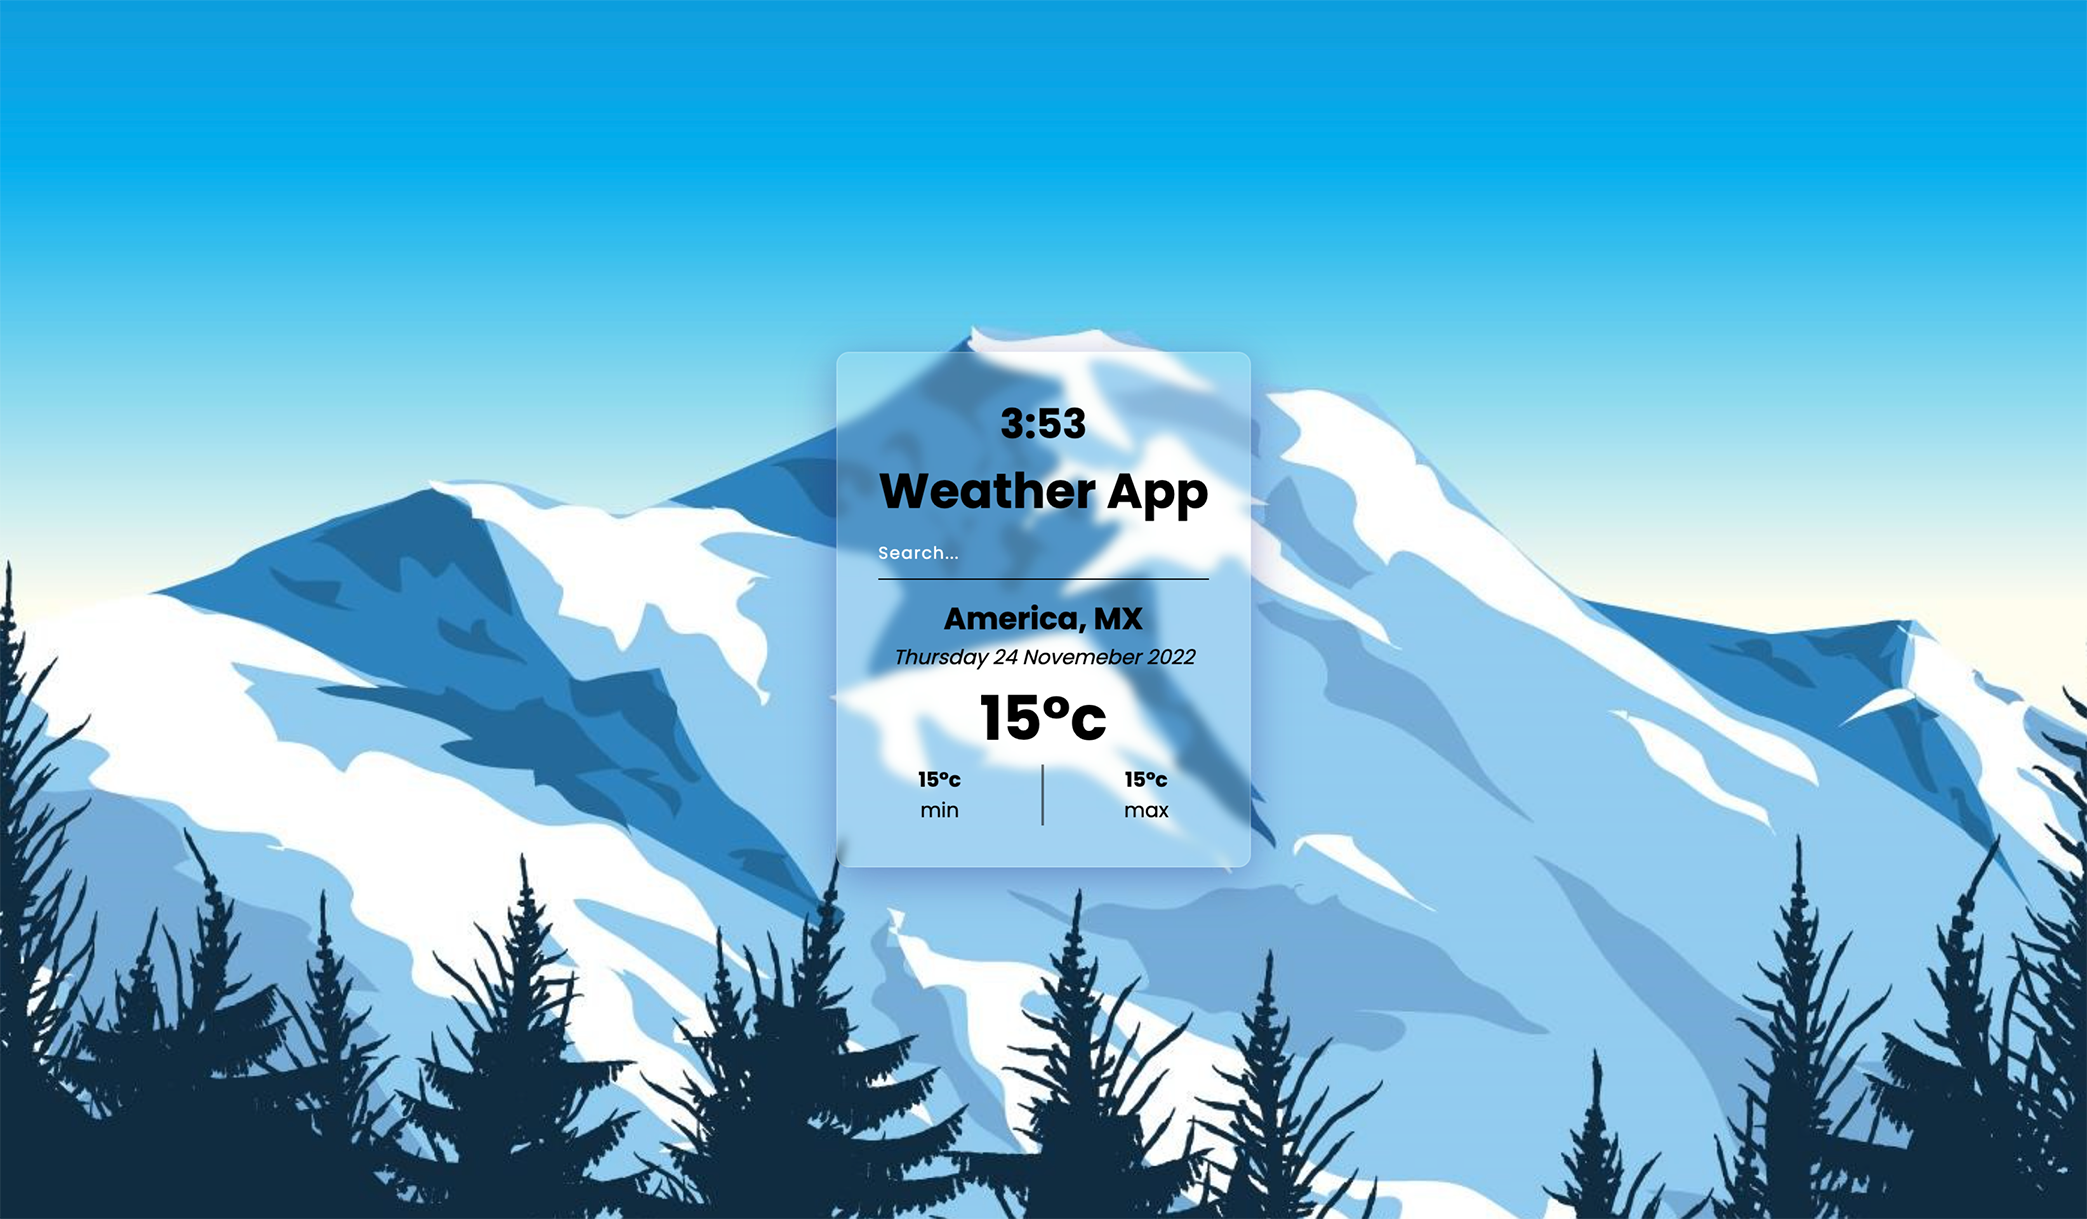 3:53
Weather App
Search...
America, MX
Thursday 24 Novemeber 2022
15°c
15°c 15°c
min max